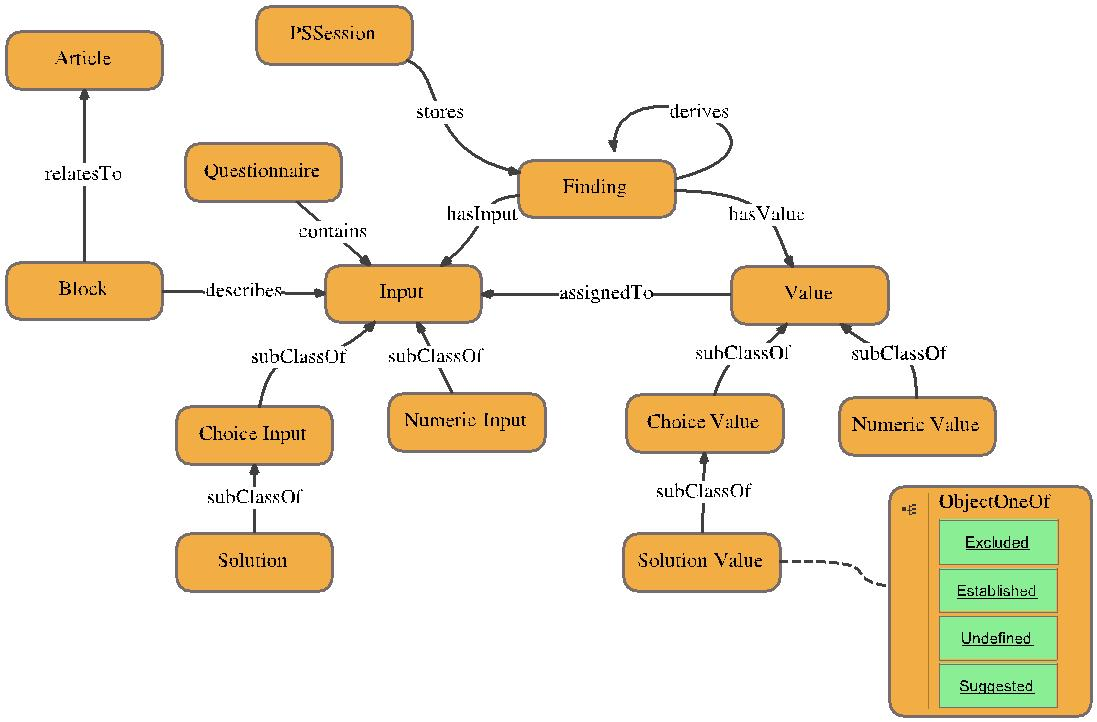 PSSession
Article
stores
derives
relatesTo
Questionnaire
Finding
hasInput
hasValue
contains
Block
describes
Input
assignedTo
Value
subClassOf
subClassOf
subClassOf
subClassOf
Choice Input
Numeric Input
Choice Value
Numeric Value
subClassOf
subClassOf
Solution
Solution Value
ObjectOneOf
Excluded
Established
Undefined
Suggested